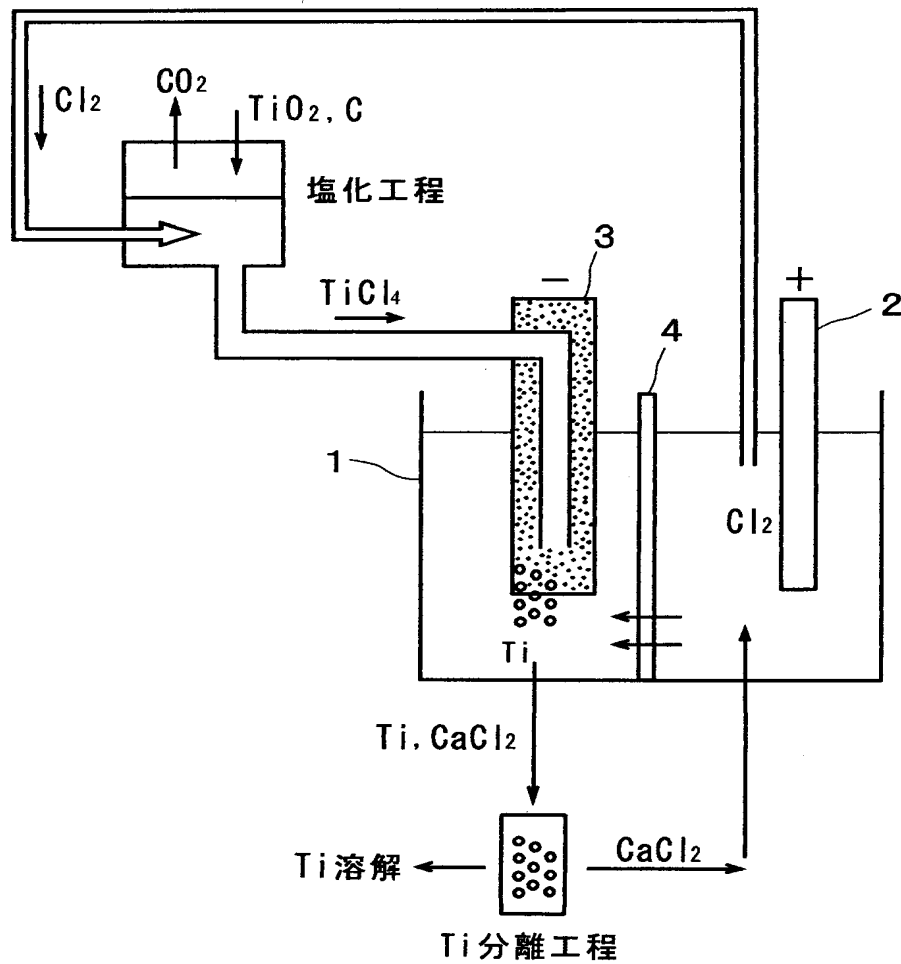 CO₂
Cl₂
TiO₂, C
塩化工程
3
−
+
TiCl₄
2
4
1
Cl₂
Ti
Ti, CaCl₂
CaCl₂
Ti溶解
Ti分離工程